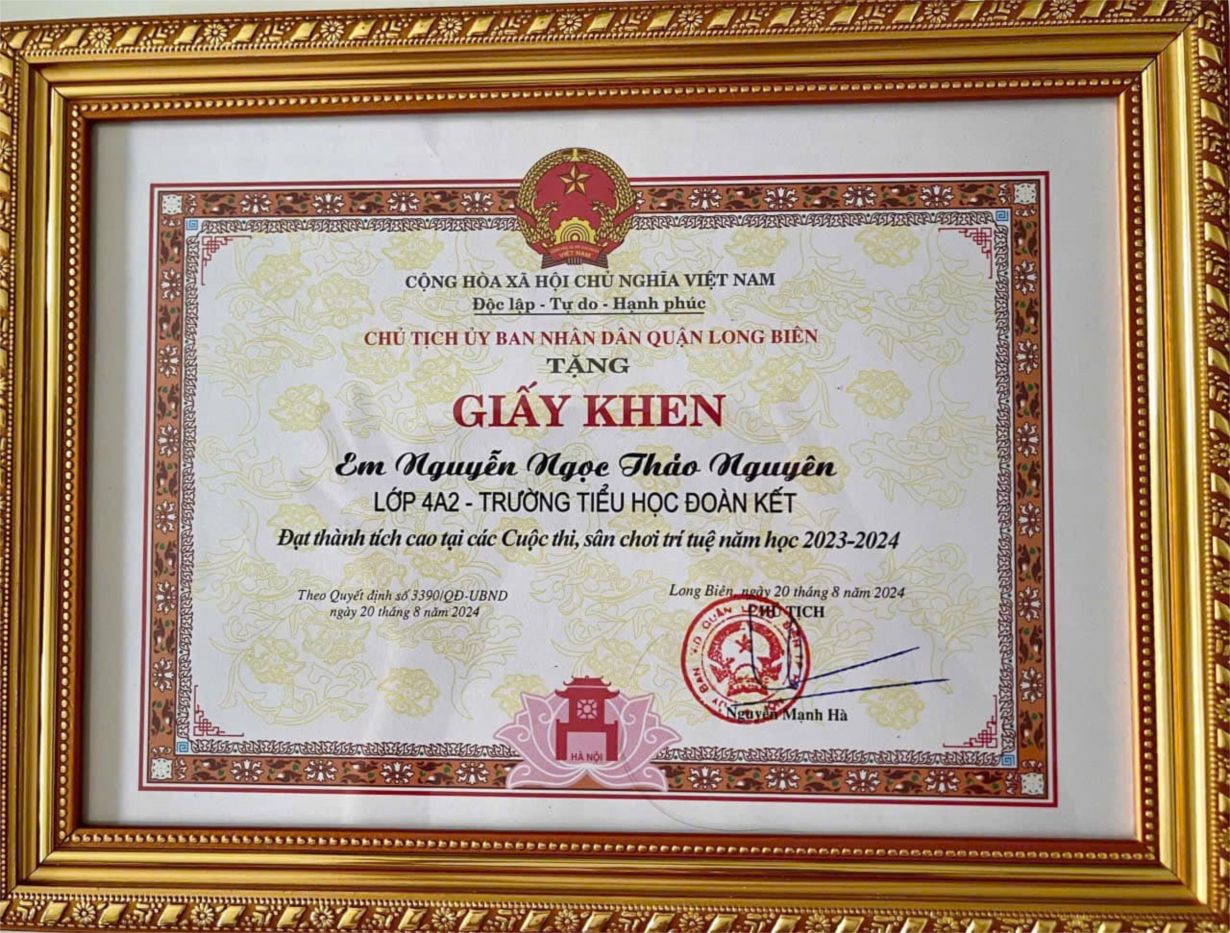 VIỆT NAM
CỘNG HÒA XÃ HỘI CHỦ NGHĨA VIỆT NAM
Độc lập - Tự do - Hạnh phúc
CHỦ TỊCH ỦY BAN NHÂN DÂN QUẬN LONG BIÊN
TẶNG
GIẤY KHEN
Em Nguyễn Ngọc Thảo Nguyên
LỚP 4A2 - TRƯỜNG TIỂU HỌC ĐOÀN KẾT
Đạt thành tích cao tại các Cuộc thi, sân chơi trí tuệ năm học 2023-2024
Theo Quyết định số 3390/QĐ-UBND
ngày 20 tháng 8 năm 2024
Long Biên, ngày 20 tháng 8 năm 2024
CHỦ TỊCH
Nguyễn Mạnh Hà
HÀ NỘI